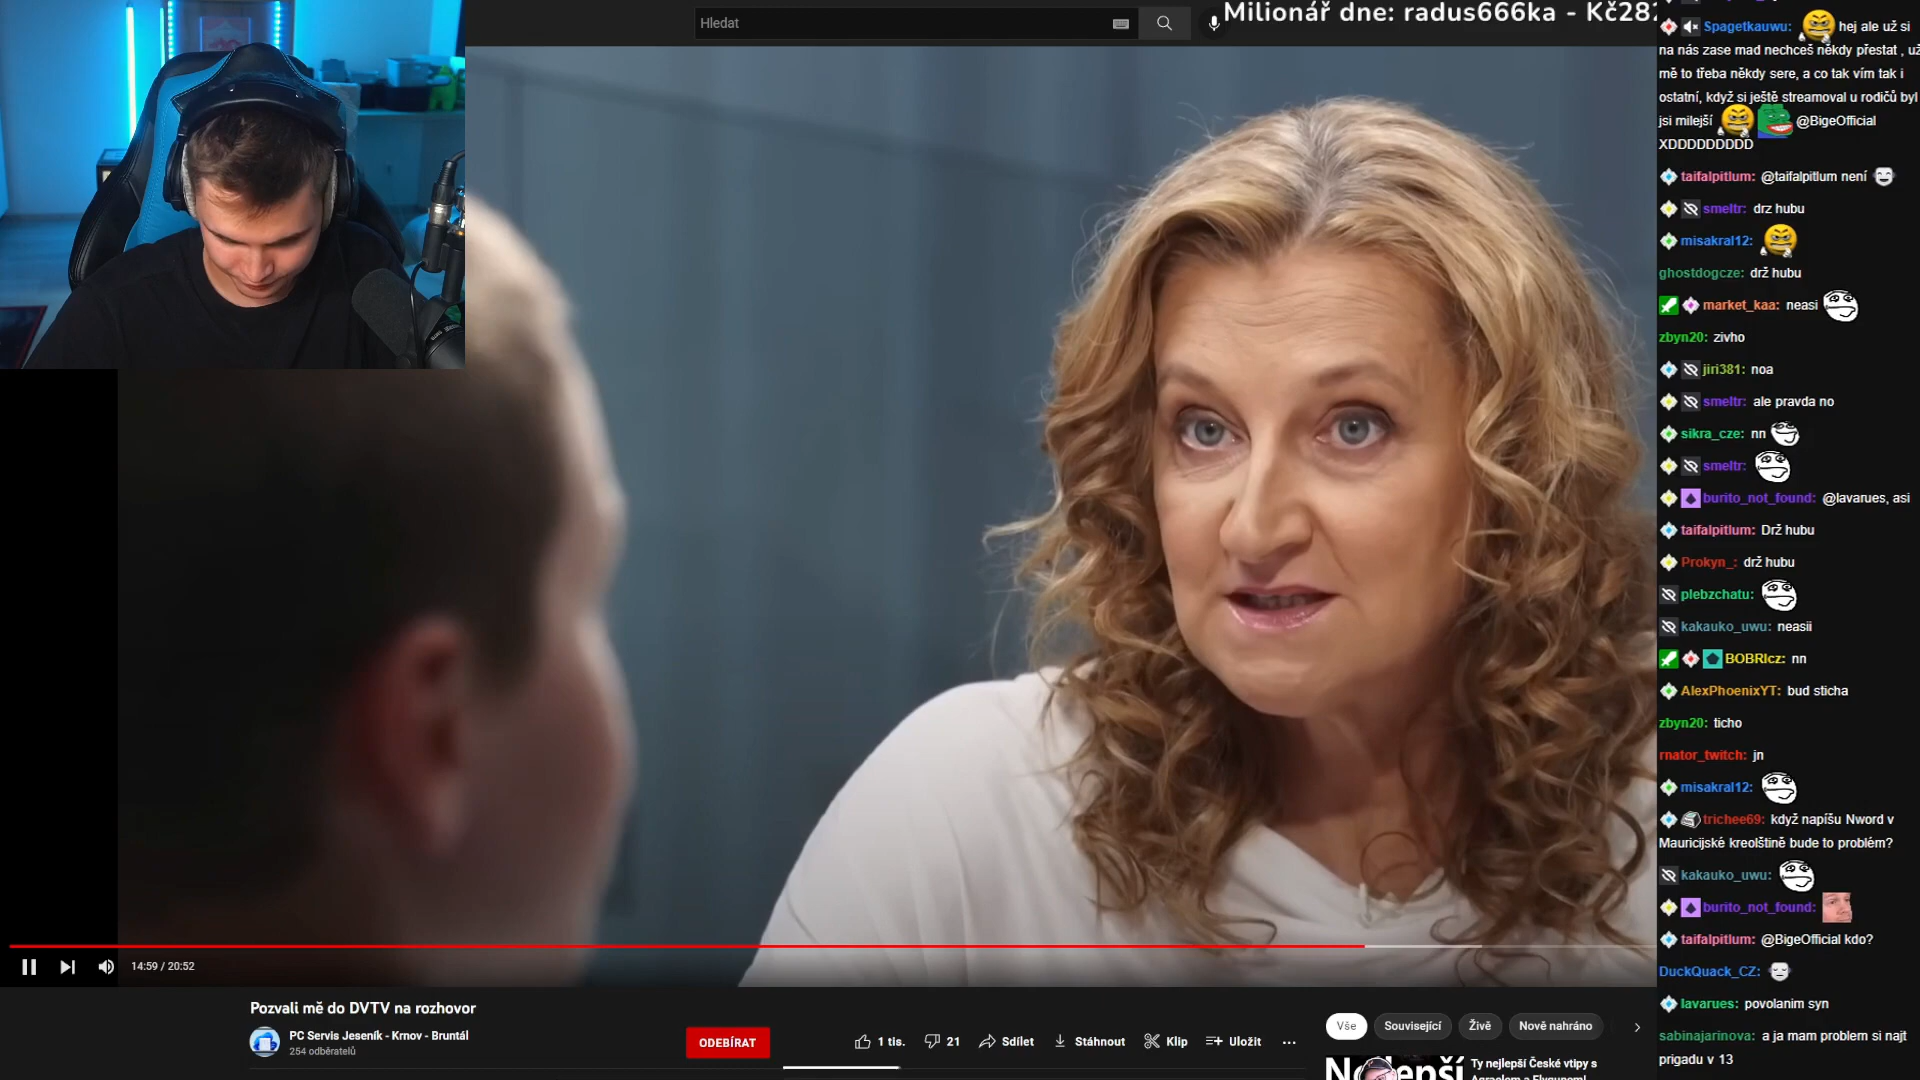 Hledat
Milionář dne: radus666ka - Kč282
Spagetkauwu: hej ale už si
na nás zase mad nechceš někdy přestat , už
mě to třeba někdy sere, a co tak vím tak i
ostatní, když si ještě streamoval u rodičů byl
jsi milejší @BigeOfficial
XDDDDDDDDD
taifalpitlum: @taifalpitlum není
smeltr: drz hubu
misakral12:
ghostdogcze: drž hubu
market_kaa: neasi
zbyn20: zivho
jiri381: noa
smeltr: ale pravda no
sikra_cze: nn
smeltr:
burito_not_found: @lavarues, asi
taifalpitlum: Drž hubu
Prokyn_: drž hubu
plebzchatu:
kakauko_uwu: neasii
BOBRIcz: nn
AlexPhoenixYT: bud sticha
zbyn20: ticho
rnator_twitch: jn
misakral12:
trichee69: když napíšu Nword v
Mauricijské kreolštině bude to problém?
kakauko_uwu:
burito_not_found:
taifalpitlum: @BigeOfficial kdo?
DuckQuack_CZ:
lavarues: povolanim syn
sabinajarinova: a ja mam problem si najt
prigadu v 13
14:59 / 20:52
Pozvali mě do DVTV na rozhovor
PC Servis Jeseník - Krnov - Bruntál
254 odběratelů
ODEBÍRAT
1 tis.
21
Sdílet
Stáhnout
Klip
Uložit
Vše
Související
Živě
Nově nahráno
Nejlepší
Ty nejlepší České vtipy s
Agraelem a Flygunem!